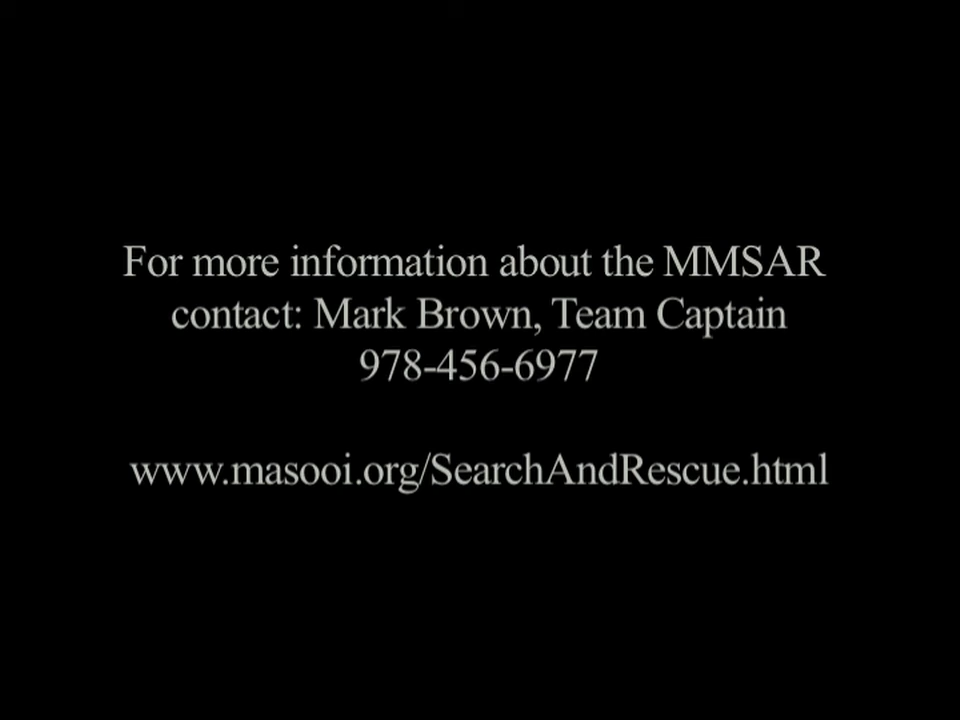 For more information about the MMSAR
contact: Mark Brown, Team Captain
978-456-6977
www.masooi.org/SearchAndRescue.html